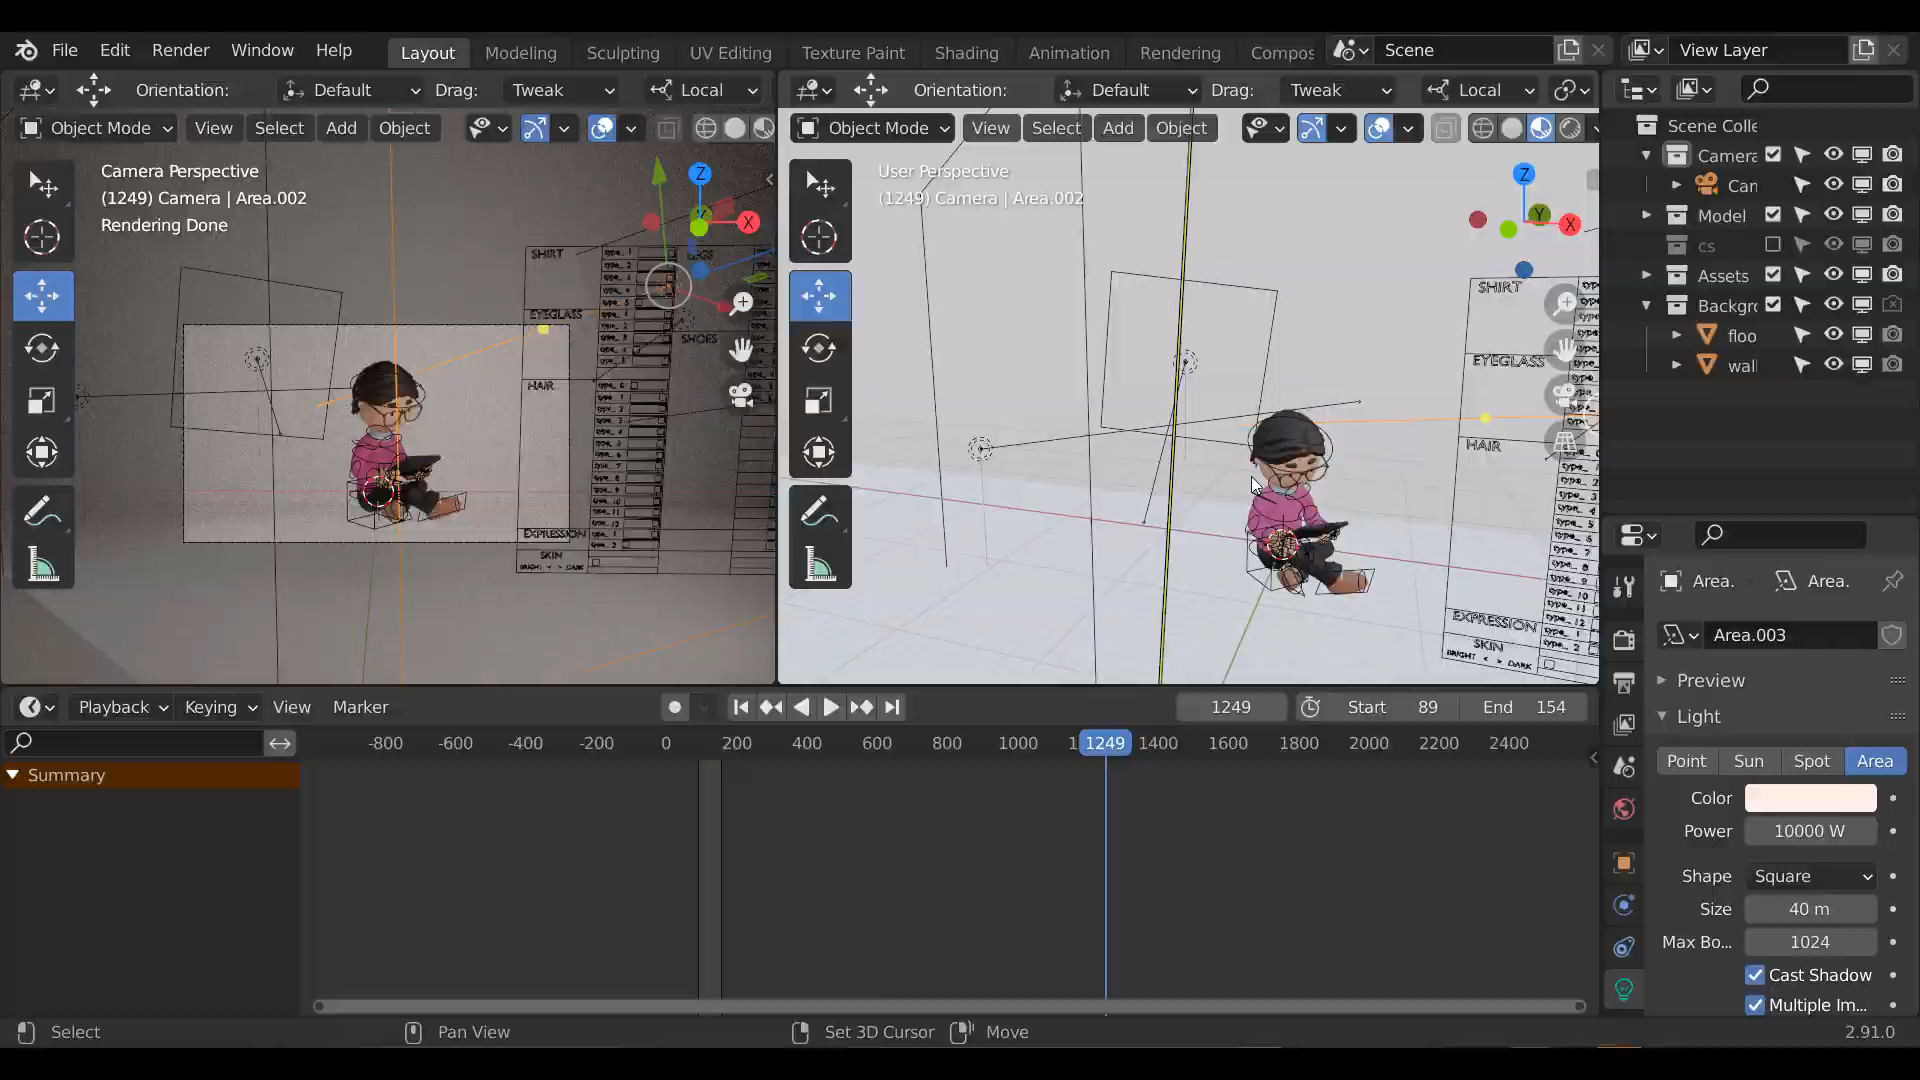 File Edit Render Window Help Layout Modeling Sculpting UV Editing Texture Paint Shading Animation Rendering Compos Scene View Layer
Orientation: Default Drag: Tweak Local
Orientation: Default Drag: Tweak Local
Object Mode View Select Add Object
Object Mode View Select Add Object
Camera Perspective
(1249) Camera | Area.002
Rendering Done
User Perspective
(1249) Camera | Area.002
Z
Y
X
Z
Y
X
SHIRT
EYEGLASS
SHOES
HAIR
EXPRESSION
SKIN
BRIGHT < > DARK
SHIRT
EYEGLASS
HAIR
EXPRESSION
SKIN
BRIGHT < > DARK
Scene Colle
Camera
Can
Model
cs
Assets
Backgro
floo
wall
Area.
Area.
Area.003
Preview
Light
Point Sun Spot Area
Color
Power 10000 W
Shape Square
Size 40 m
Max Bo... 1024
Cast Shadow
Multiple Im...
Playback Keying View Marker 1249 Start 89 End 154
-800 -600 -400 -200 0 200 400 600 800 1000 1249 1400 1600 1800 2000 2200 2400
Summary
Select Pan View Set 3D Cursor Move 2.91.0